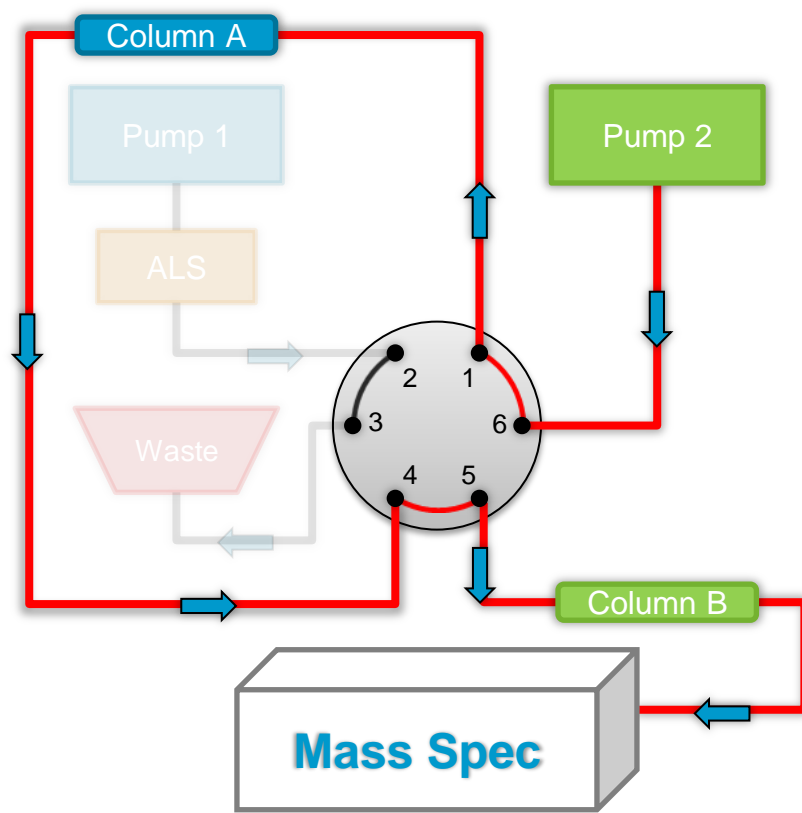 Column A
Pump 1
Pump 2
ALS
2
1
3
6
Waste
4
5
Column B
Mass Spec